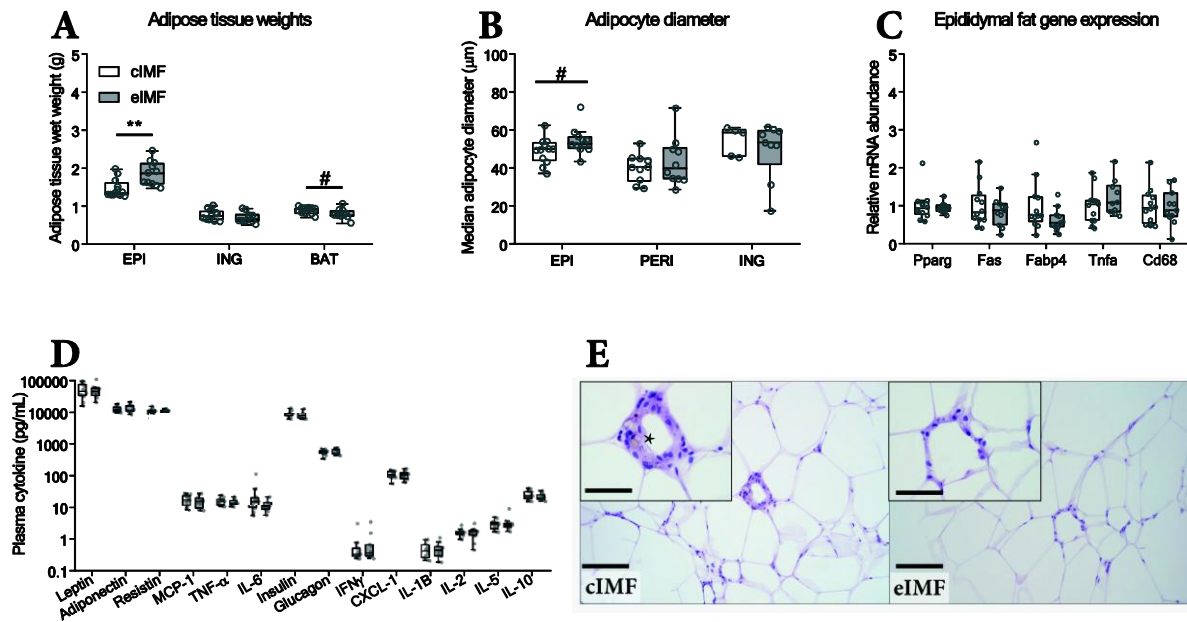 A
Adipose tissue weights
Adipose tissue wet weight (g)
5
4
3
2
1
0
cIMF
eIMF
**
#
EPI ING BAT
B
Adipocyte diameter
Median adipocyte diameter (μm)
100
80
60
40
20
0
#
EPI PERI ING
C
Epididymal fat gene expression
Relative mRNA abundance
5
4
3
2
1
0
Pparg Fas Fabp4 Tnfa Cd68
D
Plasma cytokine (pg/mL)
100000
10000
1000
100
10
1
0.1
Leptin
Adiponectin
Resistin
MCP-1
TNF-α
IL-6
Insulin
Glucagon
IFNγ
CXCL-1
IL-1B
IL-2
IL-5
IL-10
E
*
cIMF
eIMF